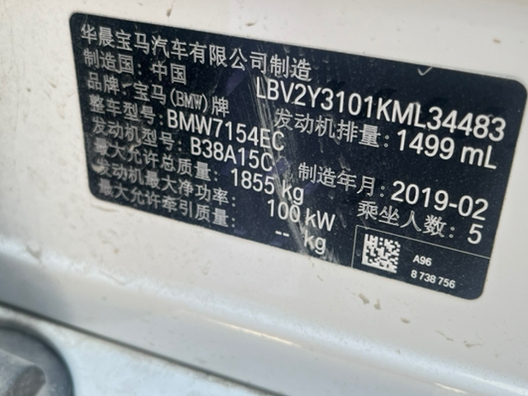 华晨宝马汽车有限公司制造
制造国: 中国 LBV2Y3101KML34483
品牌: 宝马(BMW)牌 发动机排量: 1499 mL
整车型号: BMW7154EC
发动机型号: B38A15C 制造年月: 2019-02
最大允许总质量: 1855 kg 乘坐人数: 5
发动机最大净功率: 100 kW
最大允许牵引质量: -- kg
A96
8 738 756